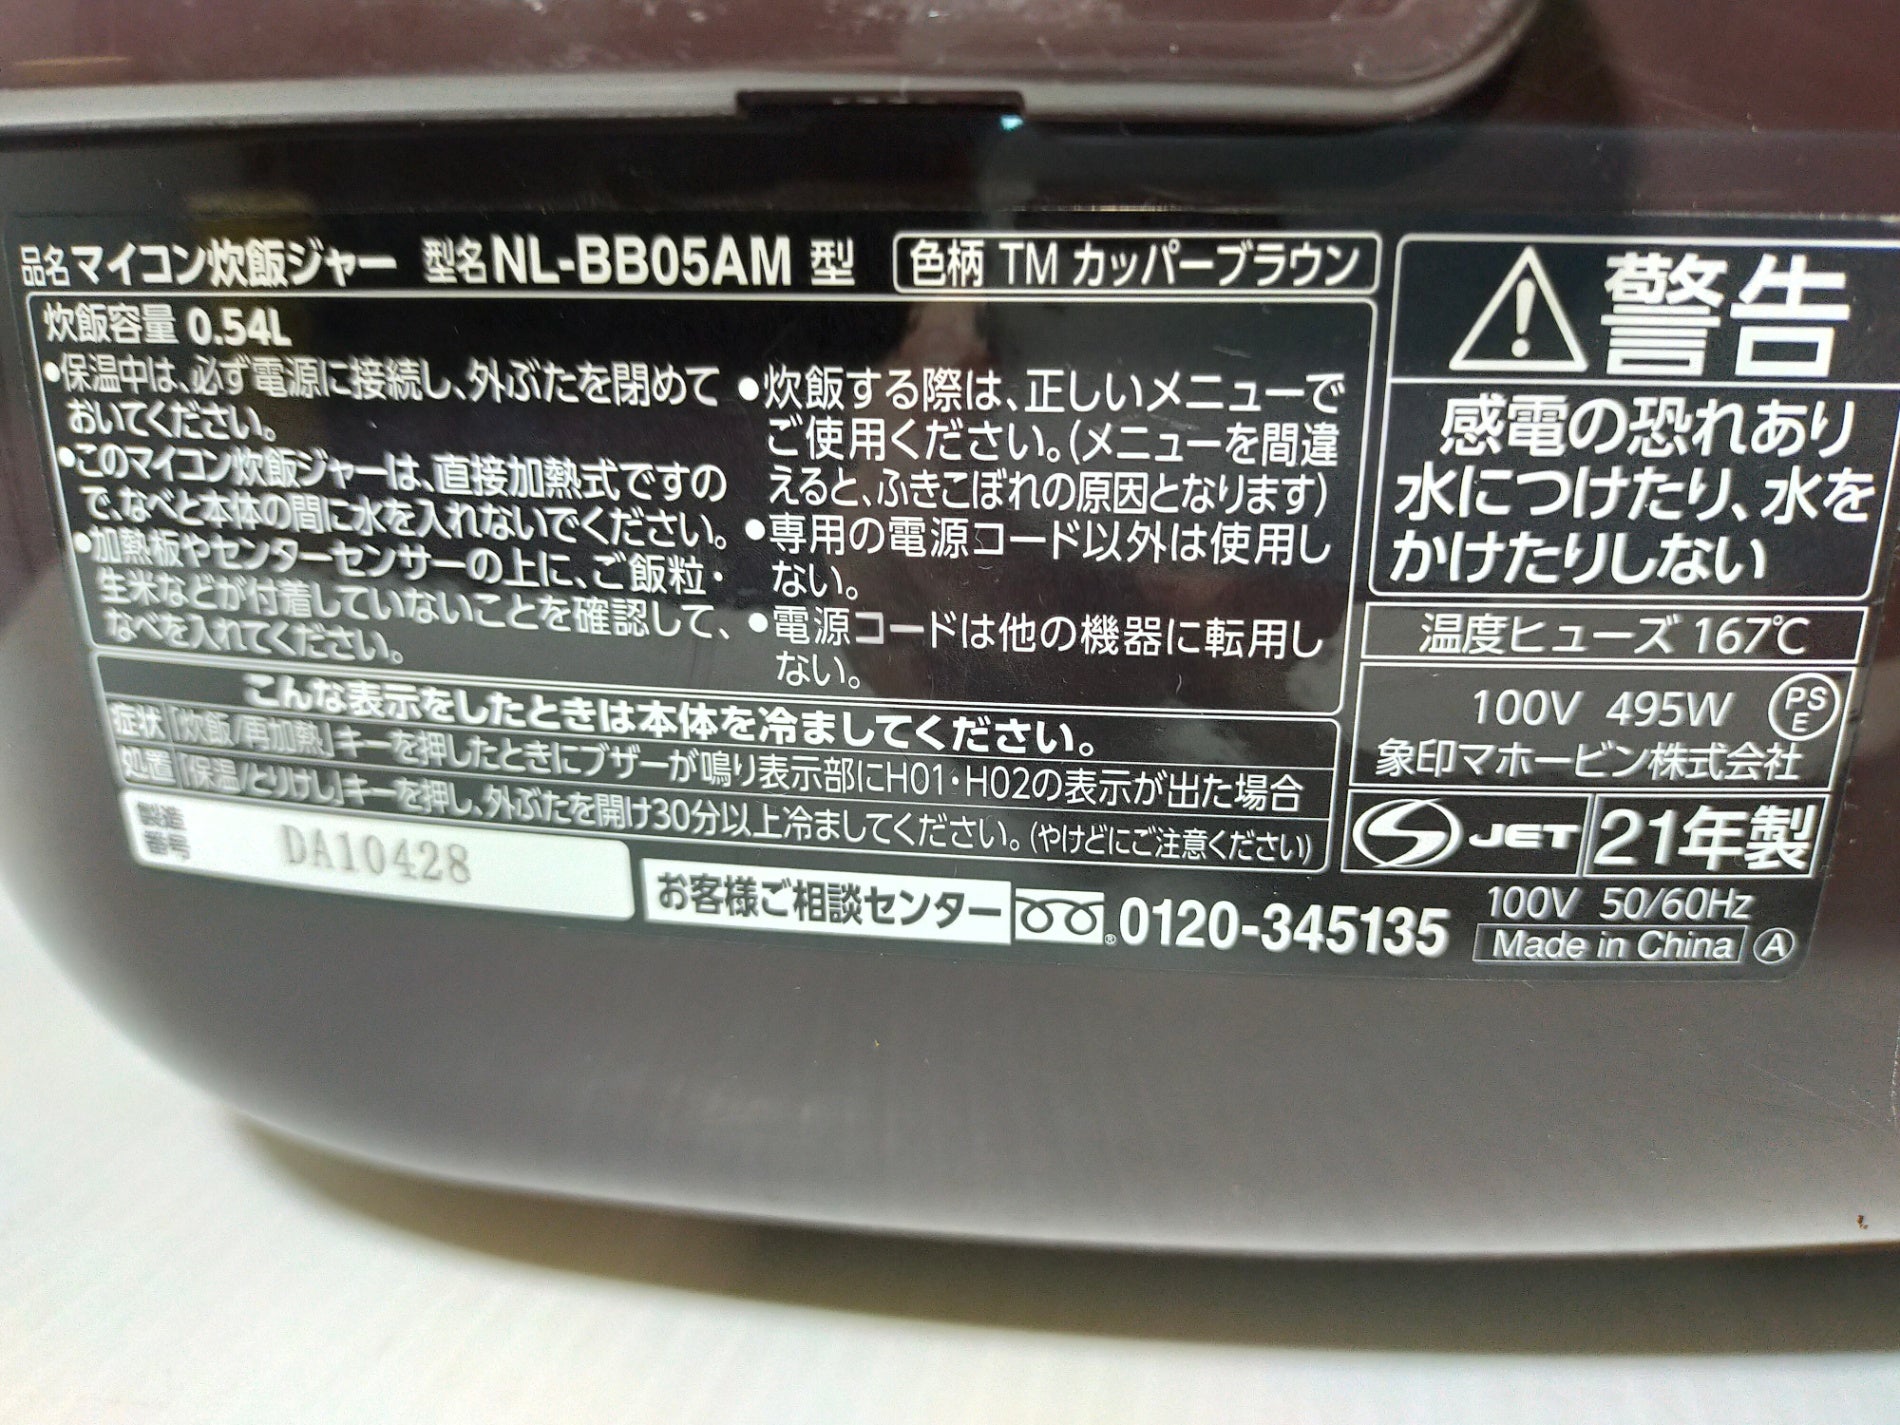 品名 マイコン炊飯ジャー 型名 NL-BB05AM 型 色柄 TM カッパーブラウン
炊飯容量 0.54L
•保温中は、必ず電源に接続し、外ぶたを閉めて
おいてください。
•このマイコン炊飯ジャーは、直接加熱式ですの
で、なべと本体の間に水を入れないでください。
•加熱板やセンターセンサーの上に、ご飯粒・
生米などが付着していないことを確認して、
なべを入れてください。
•炊飯する際は、正しいメニューで
ご使用ください。(メニューを間違
えると、ふきこぼれの原因となります)
•専用の電源コード以外は使用し
ない。
•電源コードは他の機器に転用し
ない。
こんな表示をしたときは本体を冷ましてください。
症状 「炊飯/再加熱」キーを押したときにブザーが鳴り表示部にH01・H02の表示が出た場合
処置 「保温/とりけし」キーを押し、外ぶたを開け30分以上冷ましてください。(やけどにご注意ください)
製造
番号
DA10428
お客様ご相談センター ® 0120-345135
警告
感電の恐れあり
水につけたり、水を
かけたりしない
温度ヒューズ 167℃
100V 495W PSE
象印マホービン株式会社
S JET 21年製
100V 50/60Hz
Made in China A